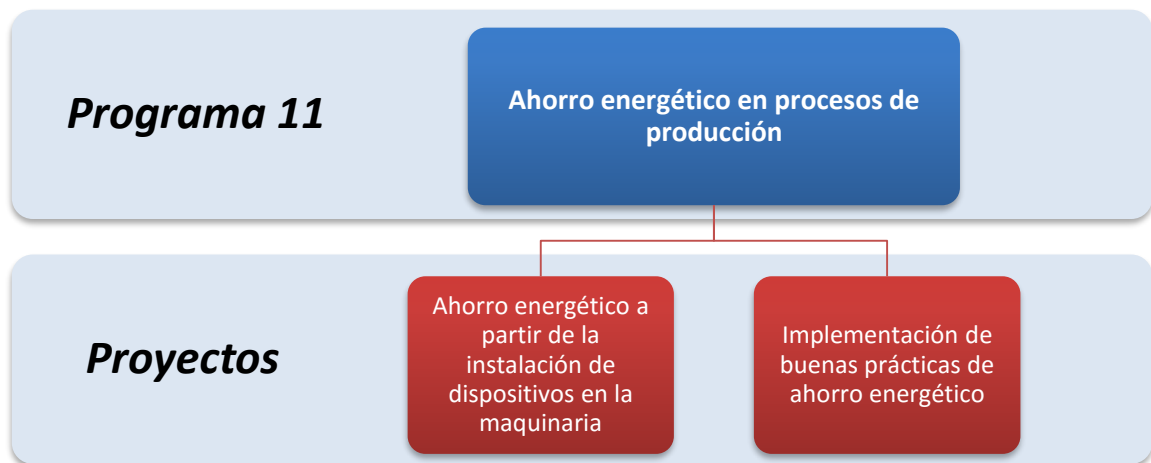 Programa 11
Ahorro energético en procesos de
producción
Proyectos
Ahorro energético a
partir de la
instalación de
dispositivos en la
maquinaria
Implementación de
buenas prácticas de
ahorro energético